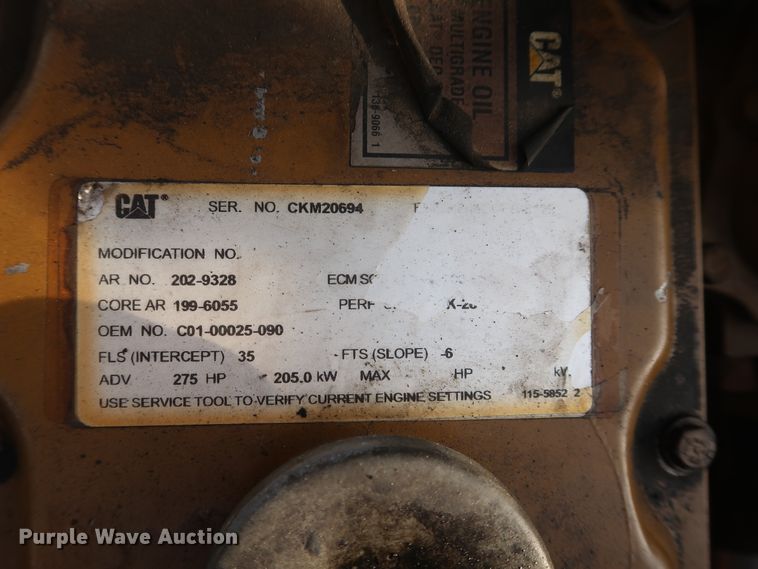 ENGINE OIL
MULTIGRADE
CAT®
CAT® SER. NO. CKM20694
MODIFICATION NO.
AR NO. 202-9328
CORE AR 199-6055
OEM NO. C01-00025-090
FLS (INTERCEPT) 35 FTS (SLOPE) -6
ADV 275 HP 205.0 kW MAX HP
USE SERVICE TOOL TO VERIFY CURRENT ENGINE SETTINGS 115-5852 2
Purple Wave Auction